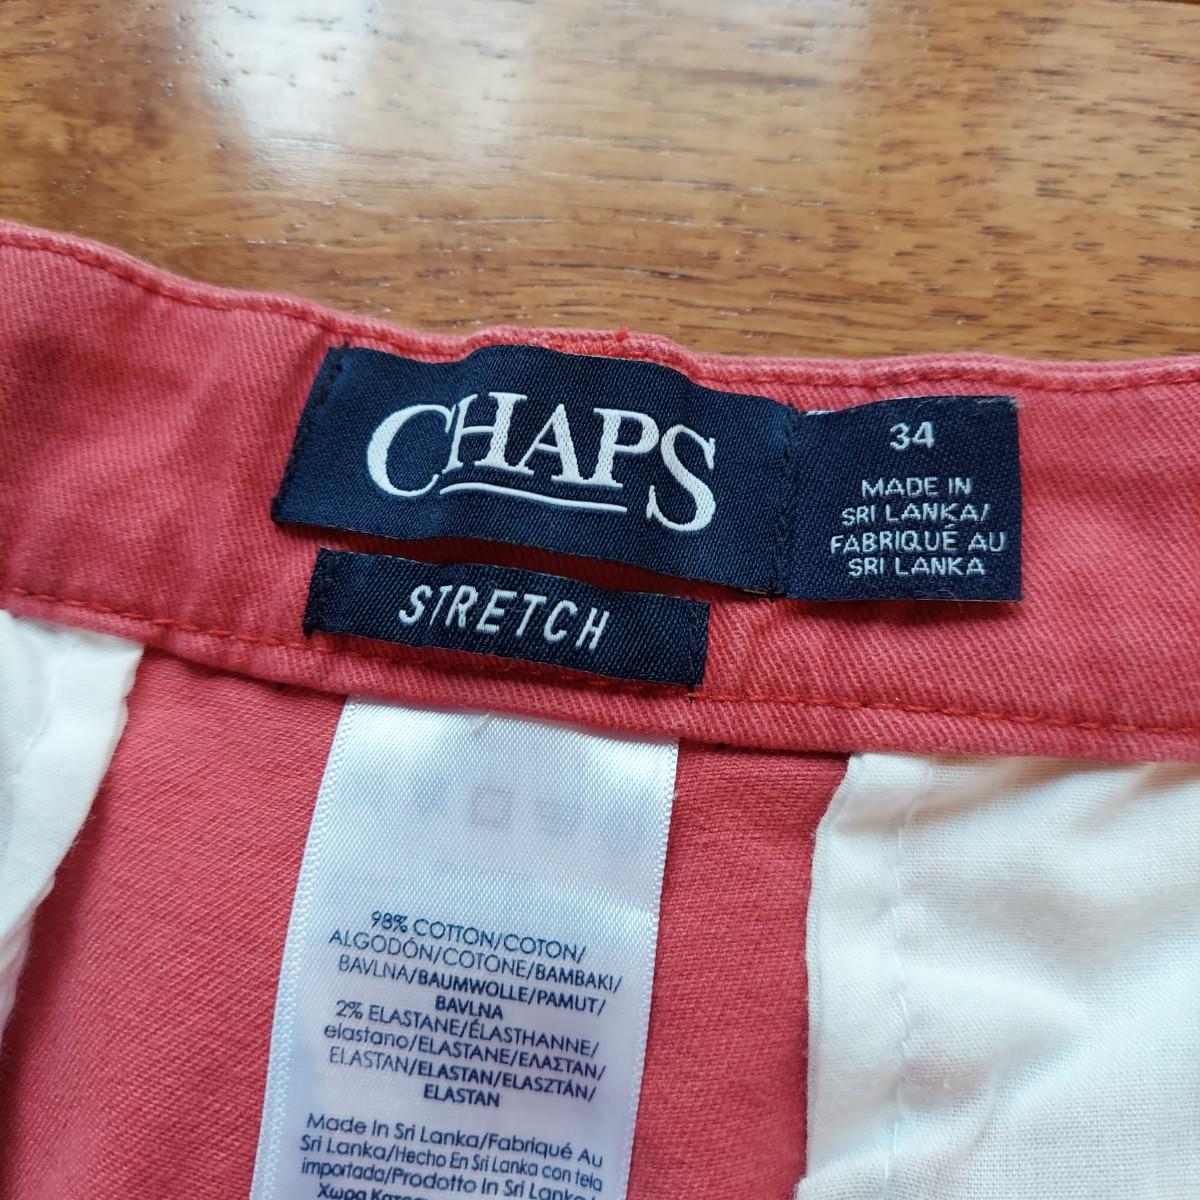 CHAPS
34
MADE IN
SRI LANKA/
FABRIQUÉ AU
SRI LANKA
STRETCH
98% COTTON/COTON/
ALGODÓN/COTONE/BAMBAKI/
BAVLNA/BAUMWOLLE/PAMUT/
BAVLNA
2% ELASTANE/ÉLASTHANNE/
elastano/ELASTANE/ΕΛΑΣΤΑΝ/
ELASTAN/ELASTAN/ELASZTÁN/
ELASTAN
Made In Sri Lanka/Fabriqué Au
Sri Lanka/Hecho En Sri Lanka con tela
importada/Prodotto In Sri Lanka/
Χωρα